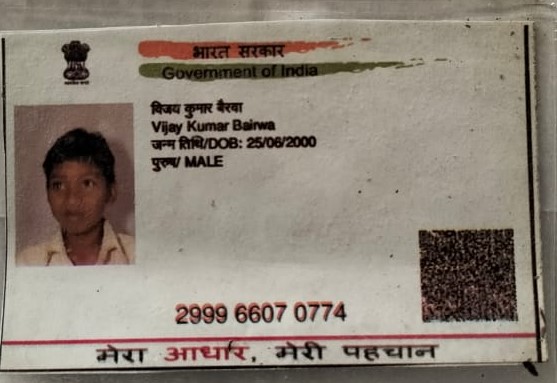 भारत सरकार
Government of India
विजय कुमार बैरवा
Vijay Kumar Bairwa
जन्म तिथि/DOB: 25/06/2000
पुरुष/ MALE
2999 6607 0774
मेरा आधार, मेरी पहचान